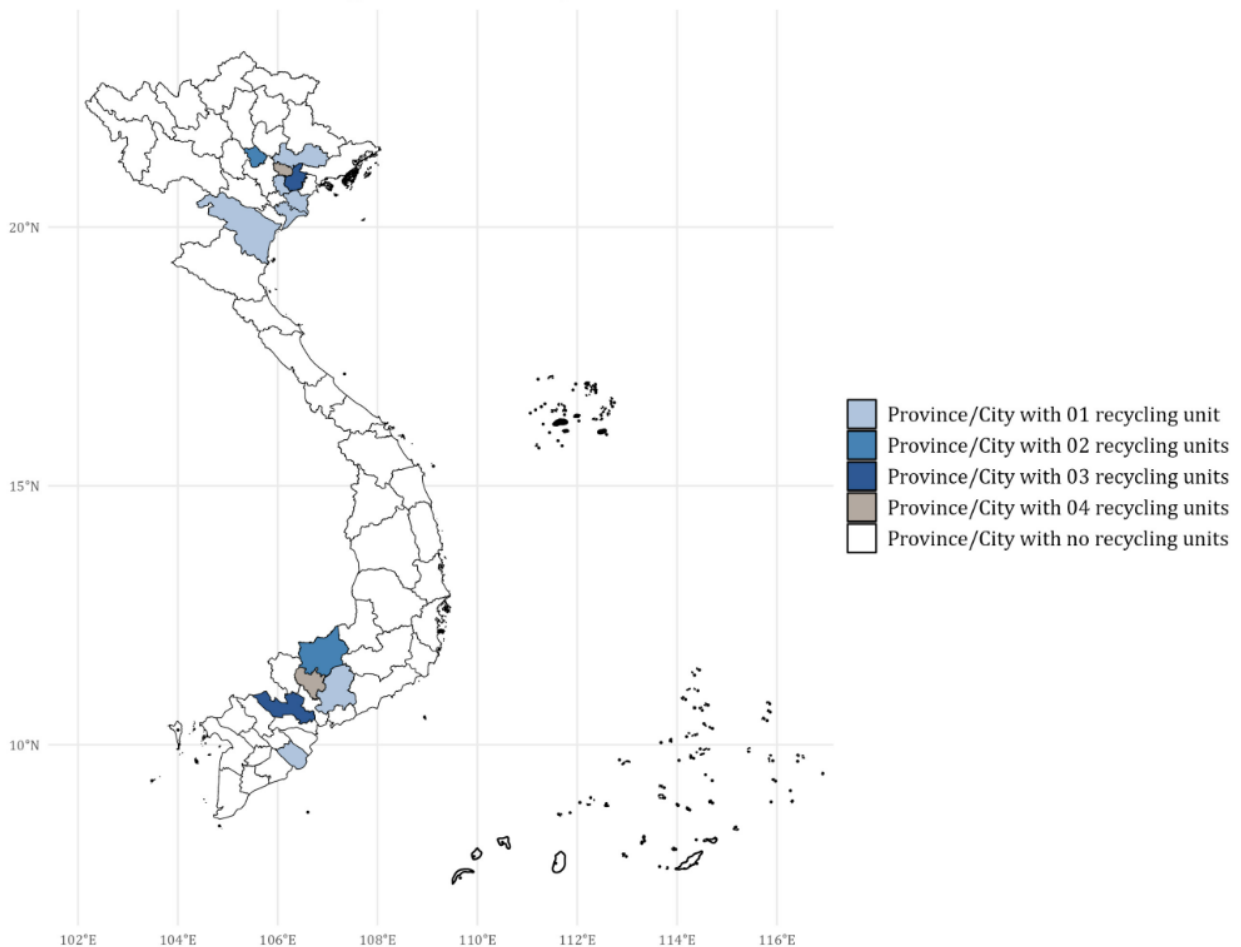 20°N
15°N
10°N
102°E 104°E 106°E 108°E 110°E 112°E 114°E 116°E
Province/City with 01 recycling unit
Province/City with 02 recycling units
Province/City with 03 recycling units
Province/City with 04 recycling units
Province/City with no recycling units